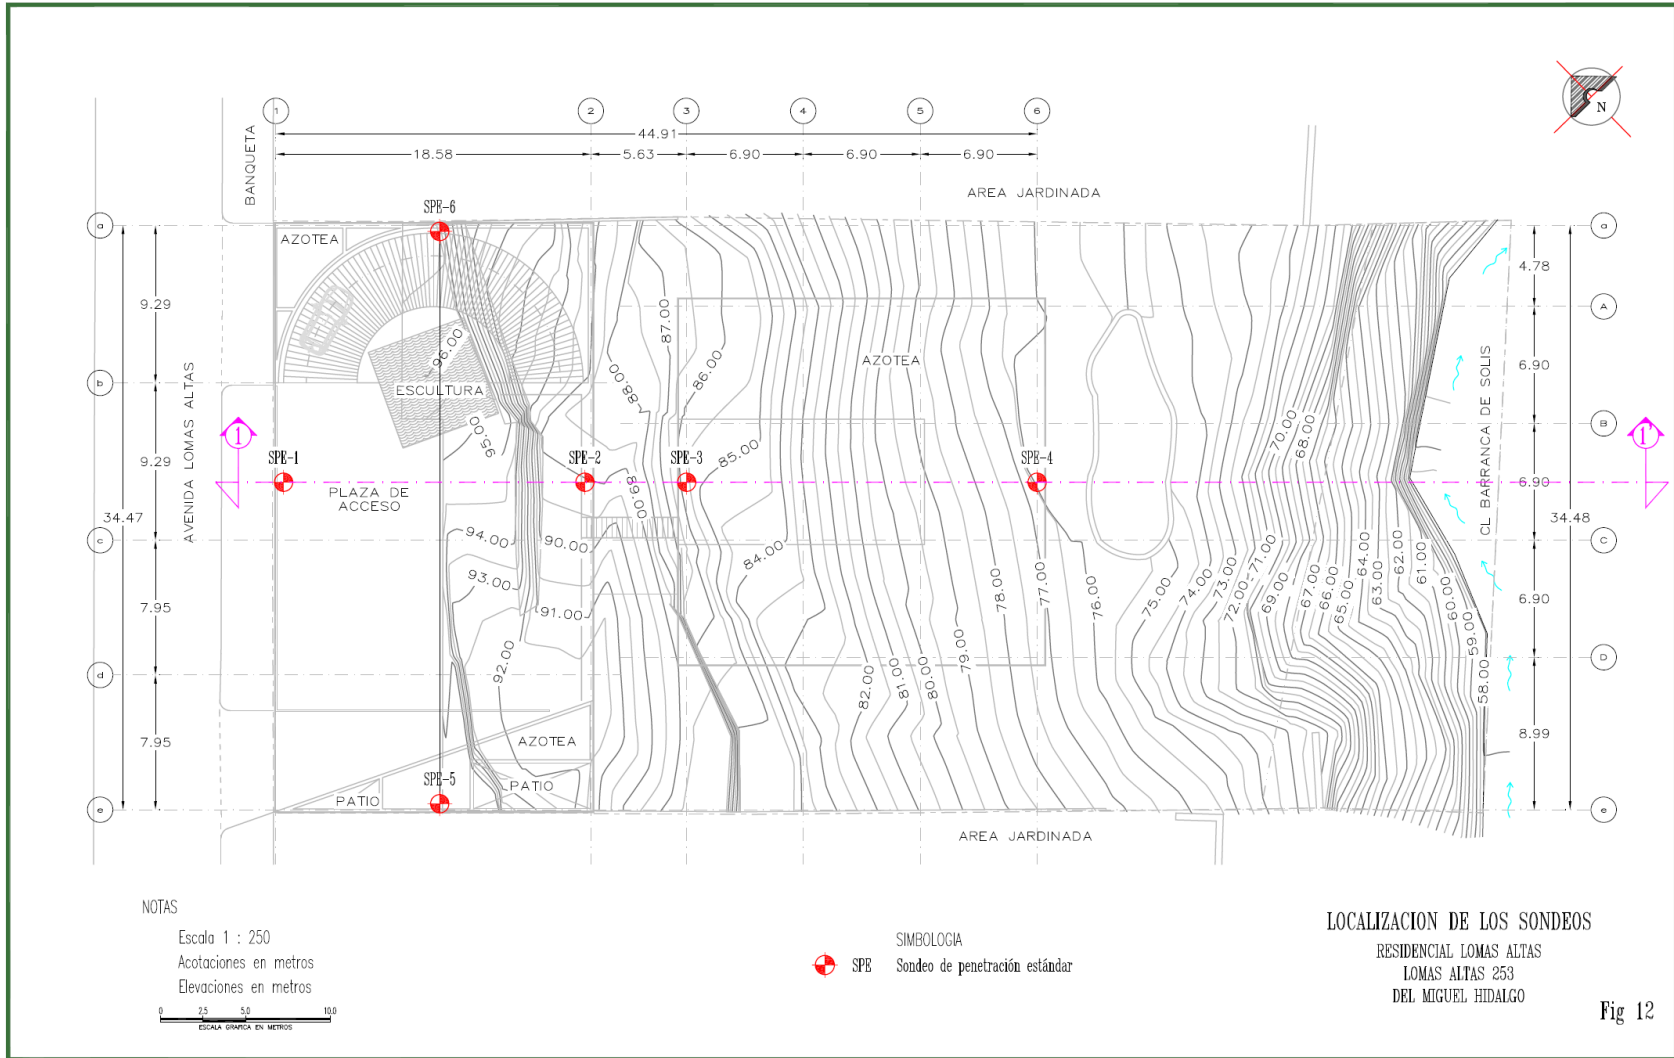 N
1
2
3
4
5
6
44.91
18.58
5.63
6.90
6.90
6.90
BANQUETA
AREA JARDINADA
SPE-6
a
a
AZOTEA
4.78
9.29
A
87.00
96.00
86.00
AZOTEA
88.00
6.90
AVENIDA LOMAS ALTAS
CL BARRANCA DE SOLIS
b
ESCULTURA
B
95.00
70.00
68.00
1
1'
85.00
9.29
SPE-1
SPE-2
SPE-3
SPE-4
6.90
PLAZA DE
ACCESO
89.00
34.47
34.48
c
94.00
90.00
C
84.00
93.00
91.00
78.00
77.00
76.00
75.00
74.00
73.00
72.00
71.00
69.00
67.00
66.00
65.00
64.00
63.00
62.00
61.00
60.00
59.00
58.00
7.95
6.90
92.00
79.00
82.00
81.00
80.00
d
D
7.95
AZOTEA
8.99
SPE-5
PATIO
PATIO
e
e
AREA JARDINADA
NOTAS
Escala 1 : 250
Acotaciones en metros
Elevaciones en metros
0 2.5 5.0 10.0
ESCALA GRAFICA EN METROS
SIMBOLOGIA
SPE Sondeo de penetración estándar
LOCALIZACION DE LOS SONDEOS
RESIDENCIAL LOMAS ALTAS
LOMAS ALTAS 253
DEL MIGUEL HIDALGO
Fig 12